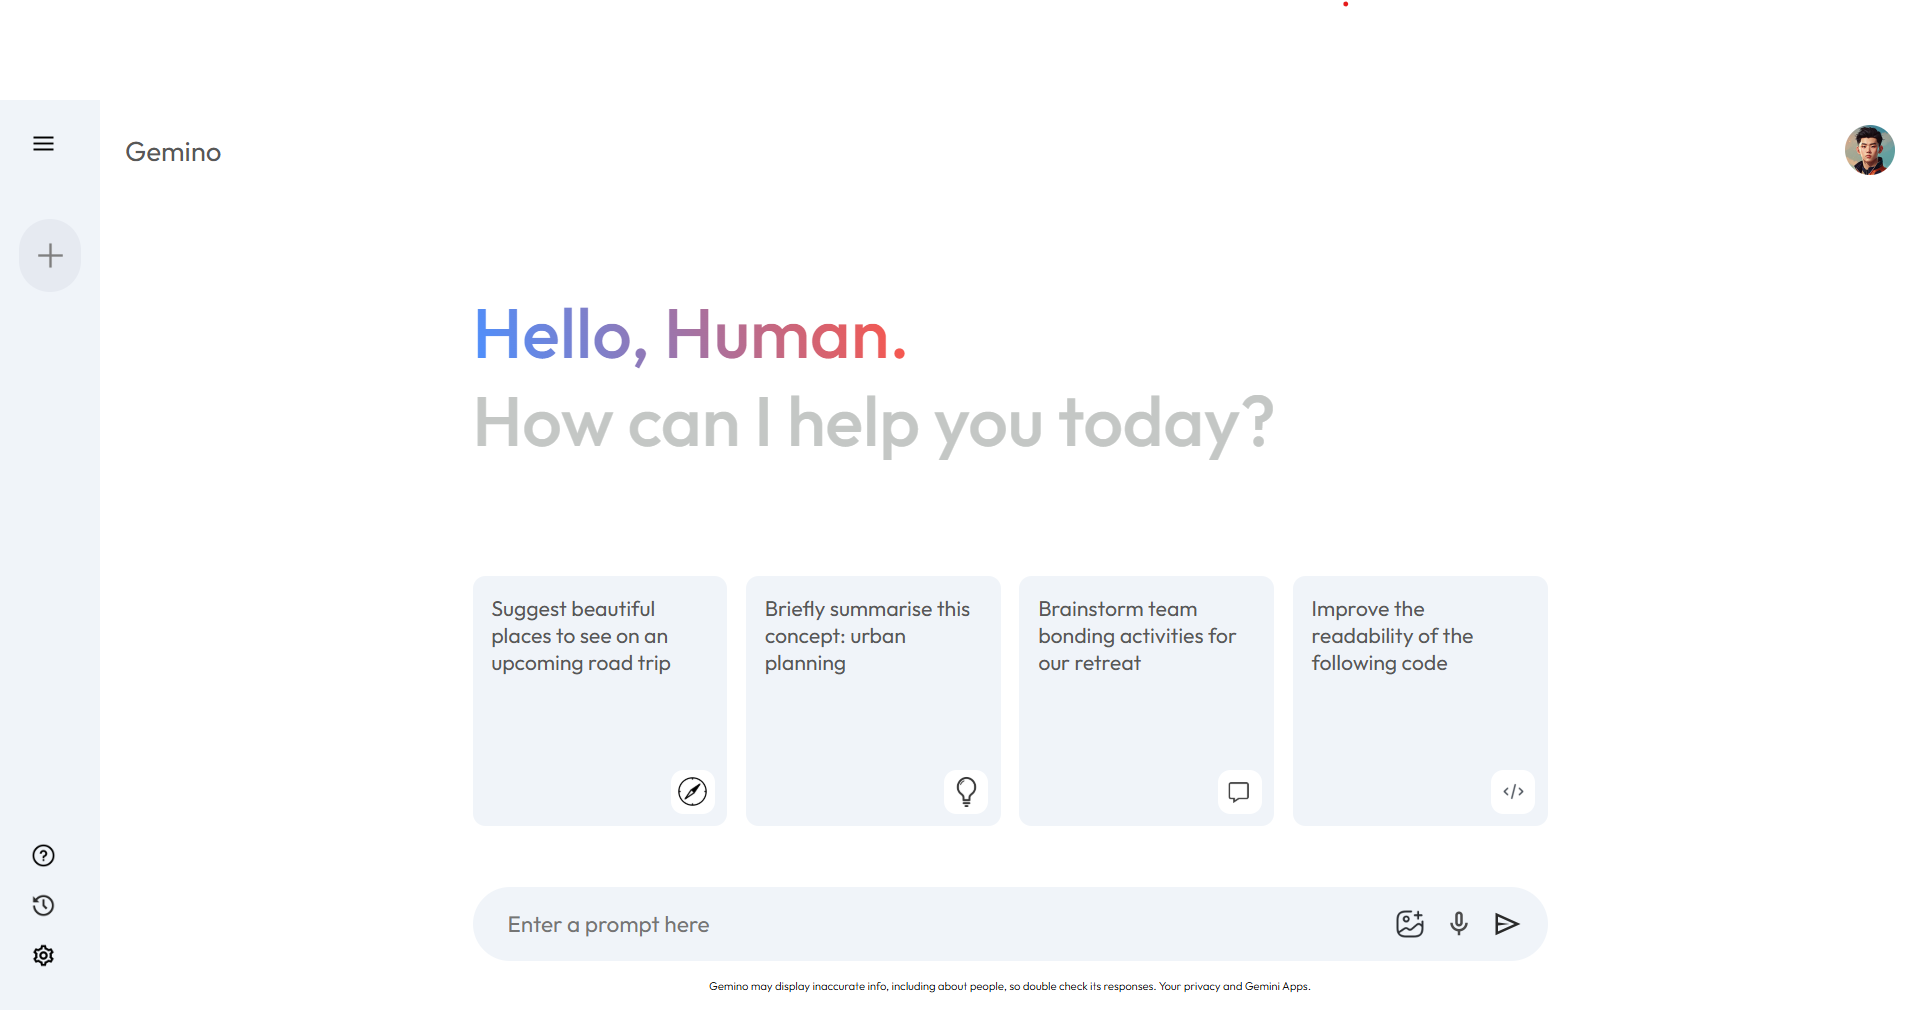 Gemino
Hello, Human.
How can I help you today?
Suggest beautiful
places to see on an
upcoming road trip
Briefly summarise this
concept: urban
planning
Brainstorm team
bonding activities for
our retreat
Improve the
readability of the
following code
Enter a prompt here
Gemino may display inaccurate info, including about people, so double check its responses. Your privacy and Gemini Apps.